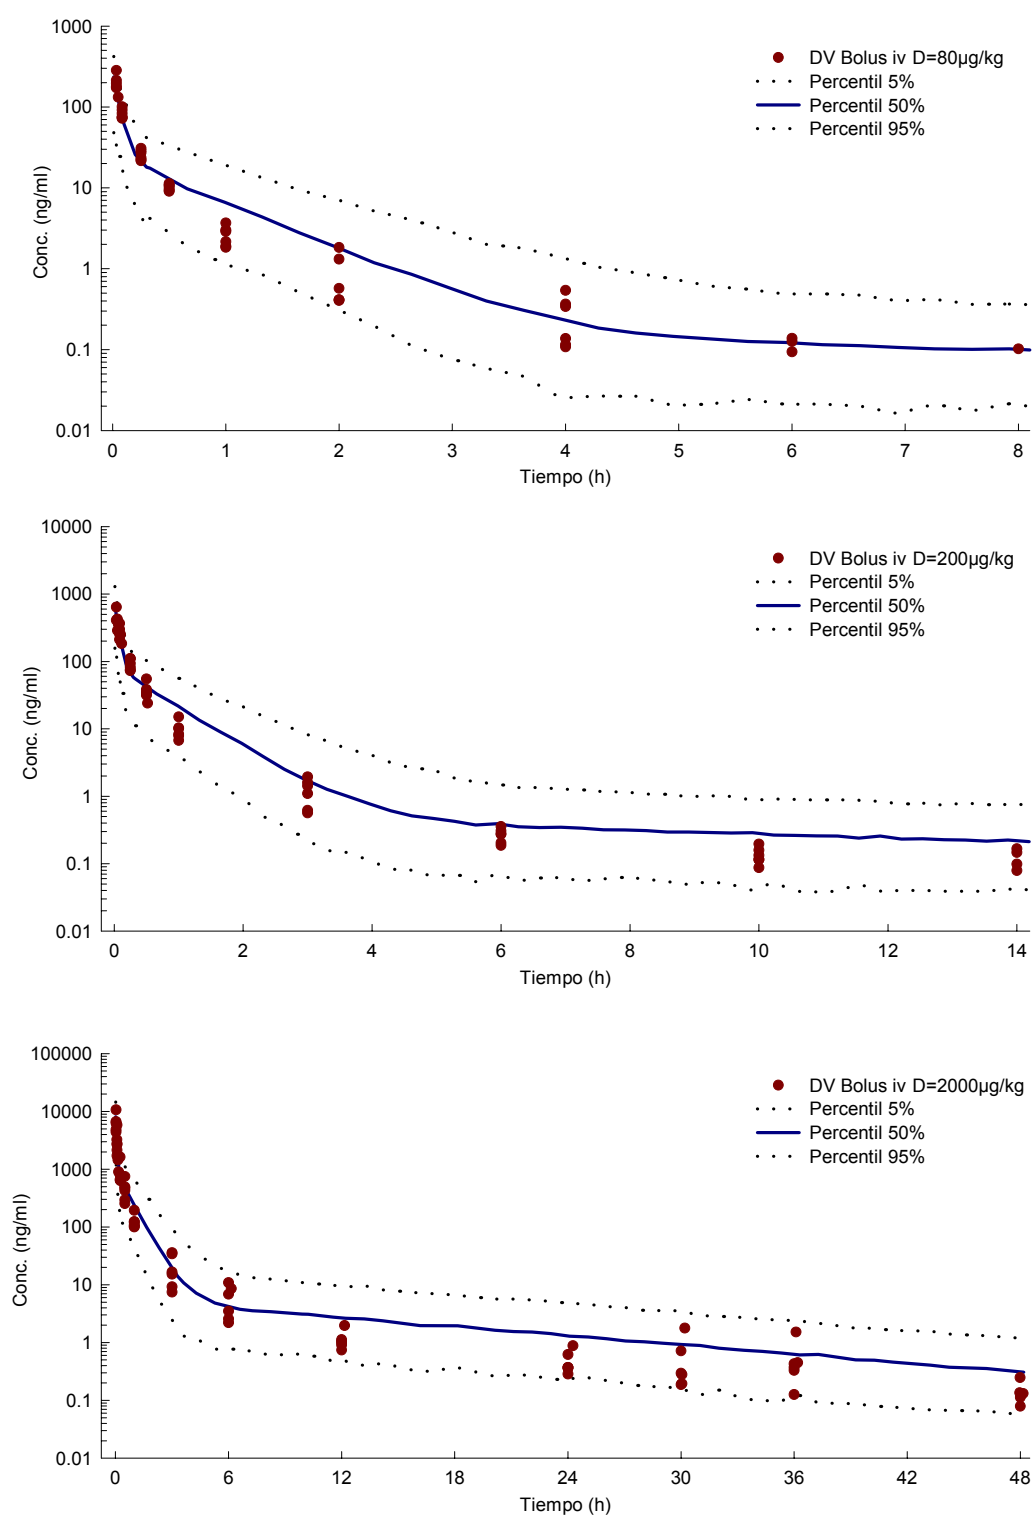 1000
DV Bolus iv D=80µg/kg
Percentil 5%
100
Percentil 50%
Percentil 95%
10
Conc. (ng/ml)
1
0.1
0.01
0 1 2 3 4 5 6 7 8
Tiempo (h)
10000
DV Bolus iv D=200µg/kg
Percentil 5%
1000
Percentil 50%
Percentil 95%
100
10
Conc. (ng/ml)
1
0.1
0.01
0 2 4 6 8 10 12 14
Tiempo (h)
100000
DV Bolus iv D=2000µg/kg
10000
Percentil 5%
Percentil 50%
1000
Percentil 95%
100
Conc. (ng/ml)
10
1
0.1
0.01
0 6 12 18 24 30 36 42 48
Tiempo (h)